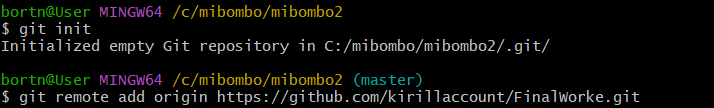 bortn@User MINGW64 /c/mibombo/mibombo2
$ git init
Initialized empty Git repository in C:/mibombo/mibombo2/.git/
bortn@User MINGW64 /c/mibombo/mibombo2 (master)
$ git remote add origin https://github.com/kirillaccount/FinalWorke.git